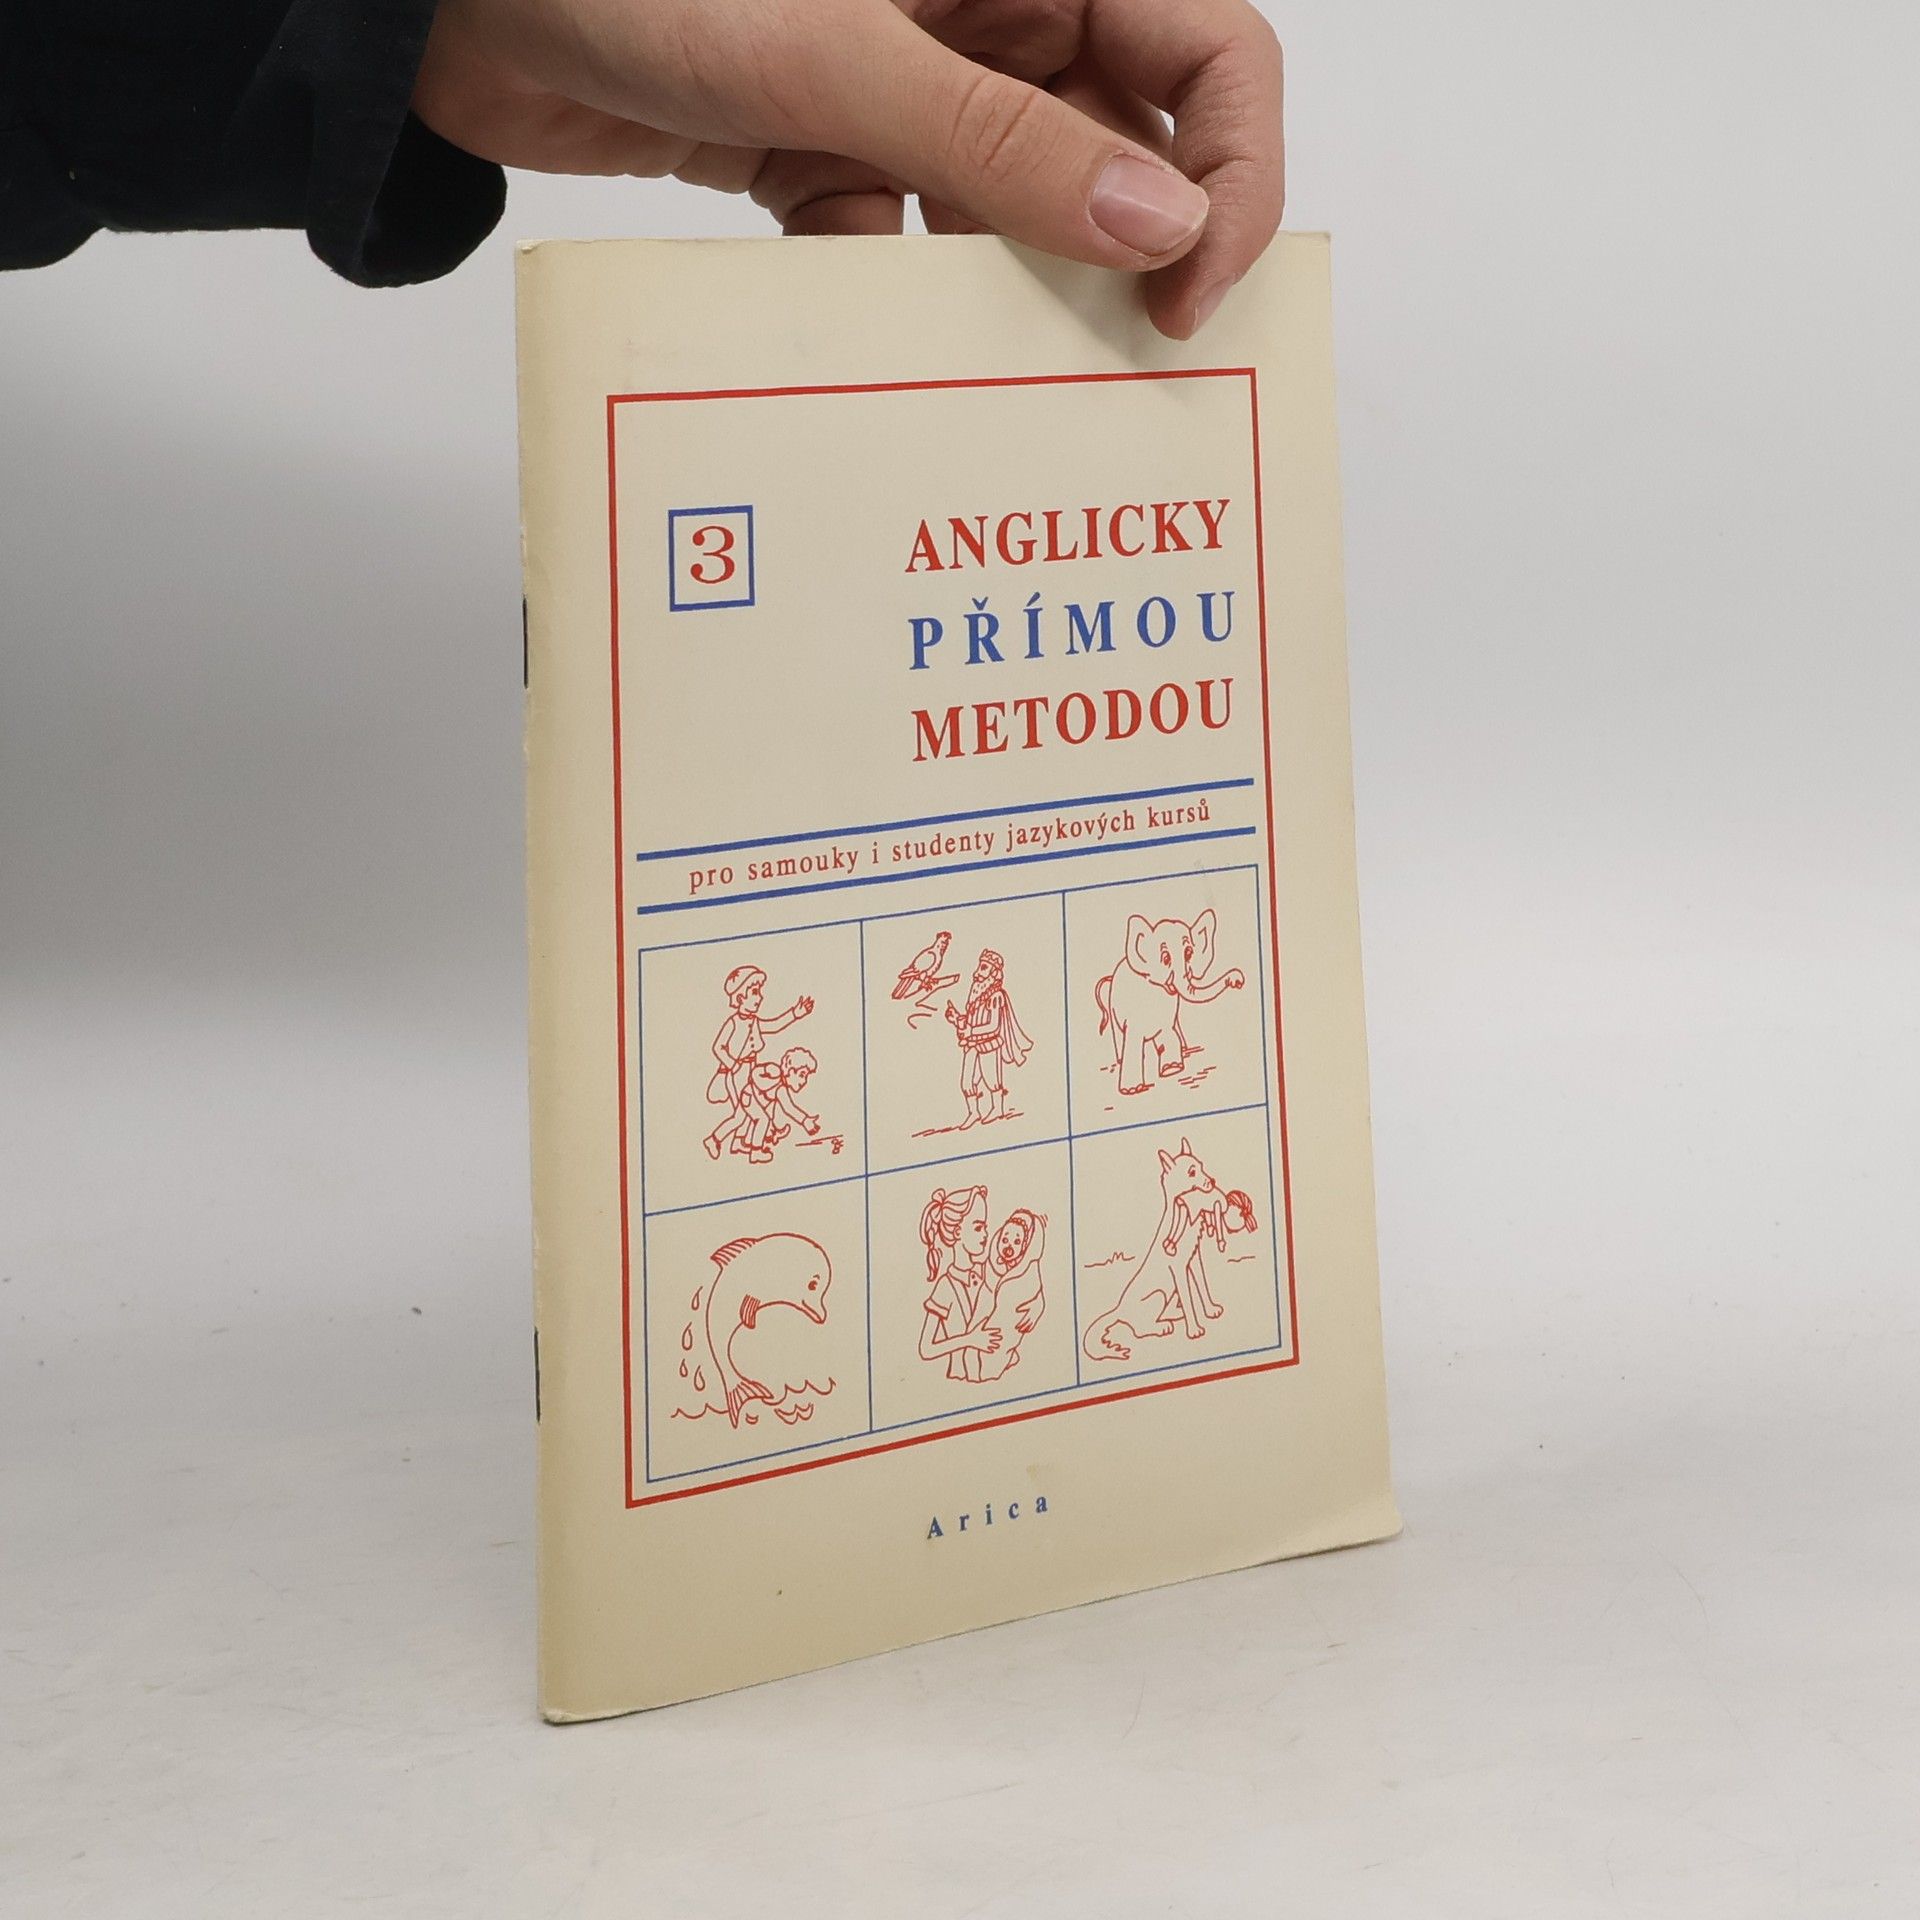 3
ANGLICKY
PŘÍMOU
METODOU
pro samouky i studenty jazykových kursů
Arica